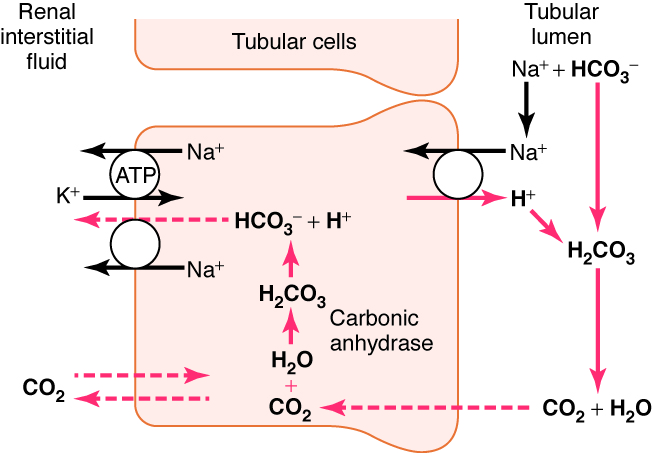 Renal
interstitial
fluid
Tubular cells
Tubular
lumen
Na⁺ + HCO₃⁻
Na⁺
ATP
K⁺
Na⁺
H⁺
HCO₃⁻ + H⁺
H₂CO₃
Na⁺
H₂CO₃
Carbonic
anhydrase
H₂O
+
CO₂
CO₂
CO₂ + H₂O